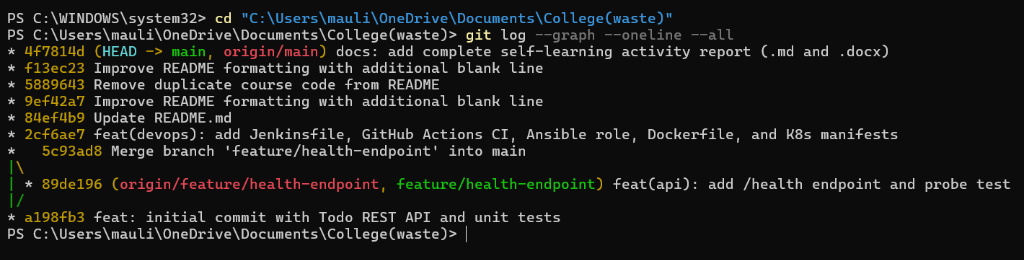 PS C:\WINDOWS\system32> cd "C:\Users\mauli\OneDrive\Documents\College(waste)"
PS C:\Users\mauli\OneDrive\Documents\College(waste)> git log --graph --oneline --all
* 4f7814d (HEAD -> main, origin/main) docs: add complete self-learning activity report (.md and .docx)
* f13ec23 Improve README formatting with additional blank line
* 5889643 Remove duplicate course code from README
* 9ef42a7 Improve README formatting with additional blank line
* 84ef4b9 Update README.md
* 2cf6ae7 feat(devops): add Jenkinsfile, GitHub Actions CI, Ansible role, Dockerfile, and K8s manifests
*   5c93ad8 Merge branch 'feature/health-endpoint' into main
|\
| * 89de196 (origin/feature/health-endpoint, feature/health-endpoint) feat(api): add /health endpoint and probe test
|/
* a198fb3 feat: initial commit with Todo REST API and unit tests
PS C:\Users\mauli\OneDrive\Documents\College(waste)>